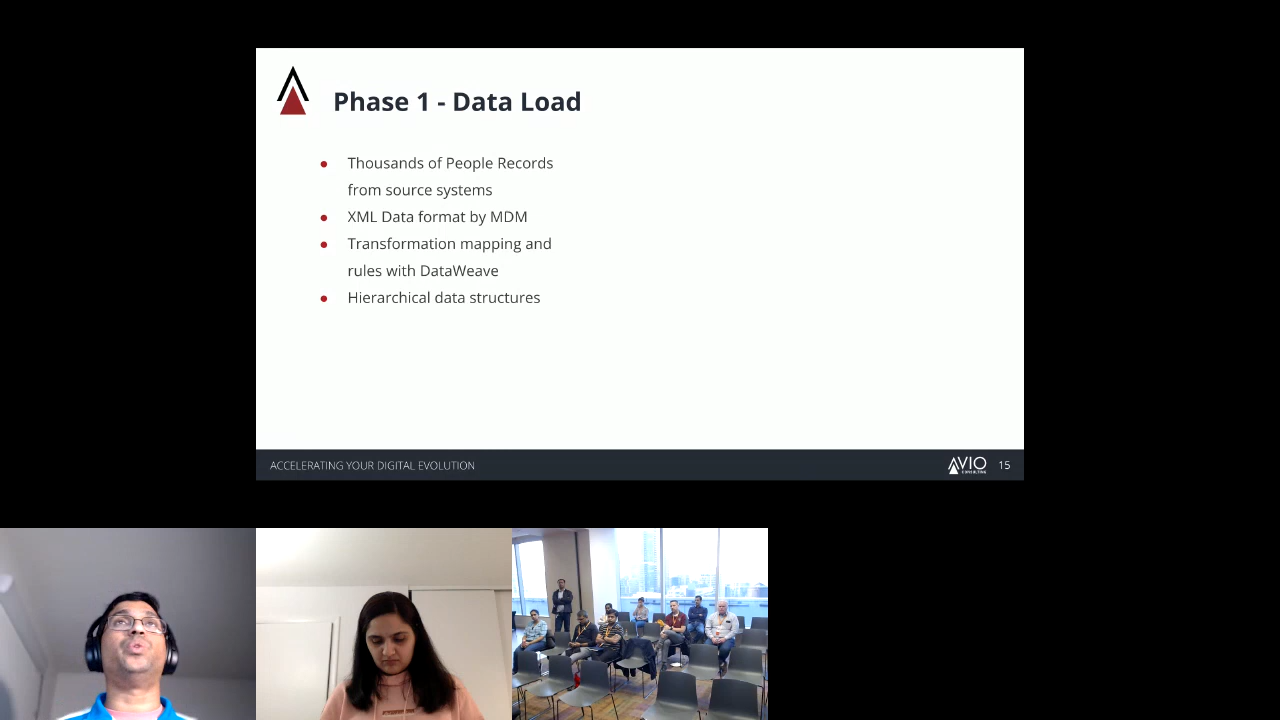 Phase 1 - Data Load
● Thousands of People Records
from source systems
● XML Data format by MDM
● Transformation mapping and
rules with DataWeave
● Hierarchical data structures
ACCELERATING YOUR DIGITAL EVOLUTION
AVIO
CONSULTING
15